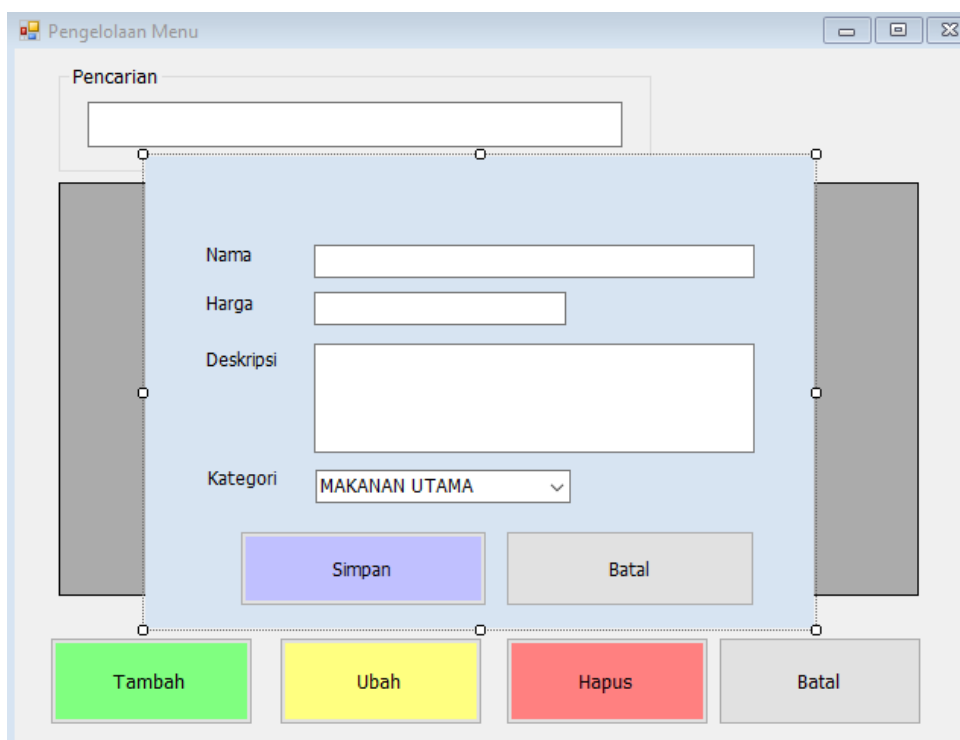 Pengelolaan Menu
Pencarian
Nama
Harga
Deskripsi
Kategori
MAKANAN UTAMA
Simpan
Batal
Tambah
Ubah
Hapus
Batal